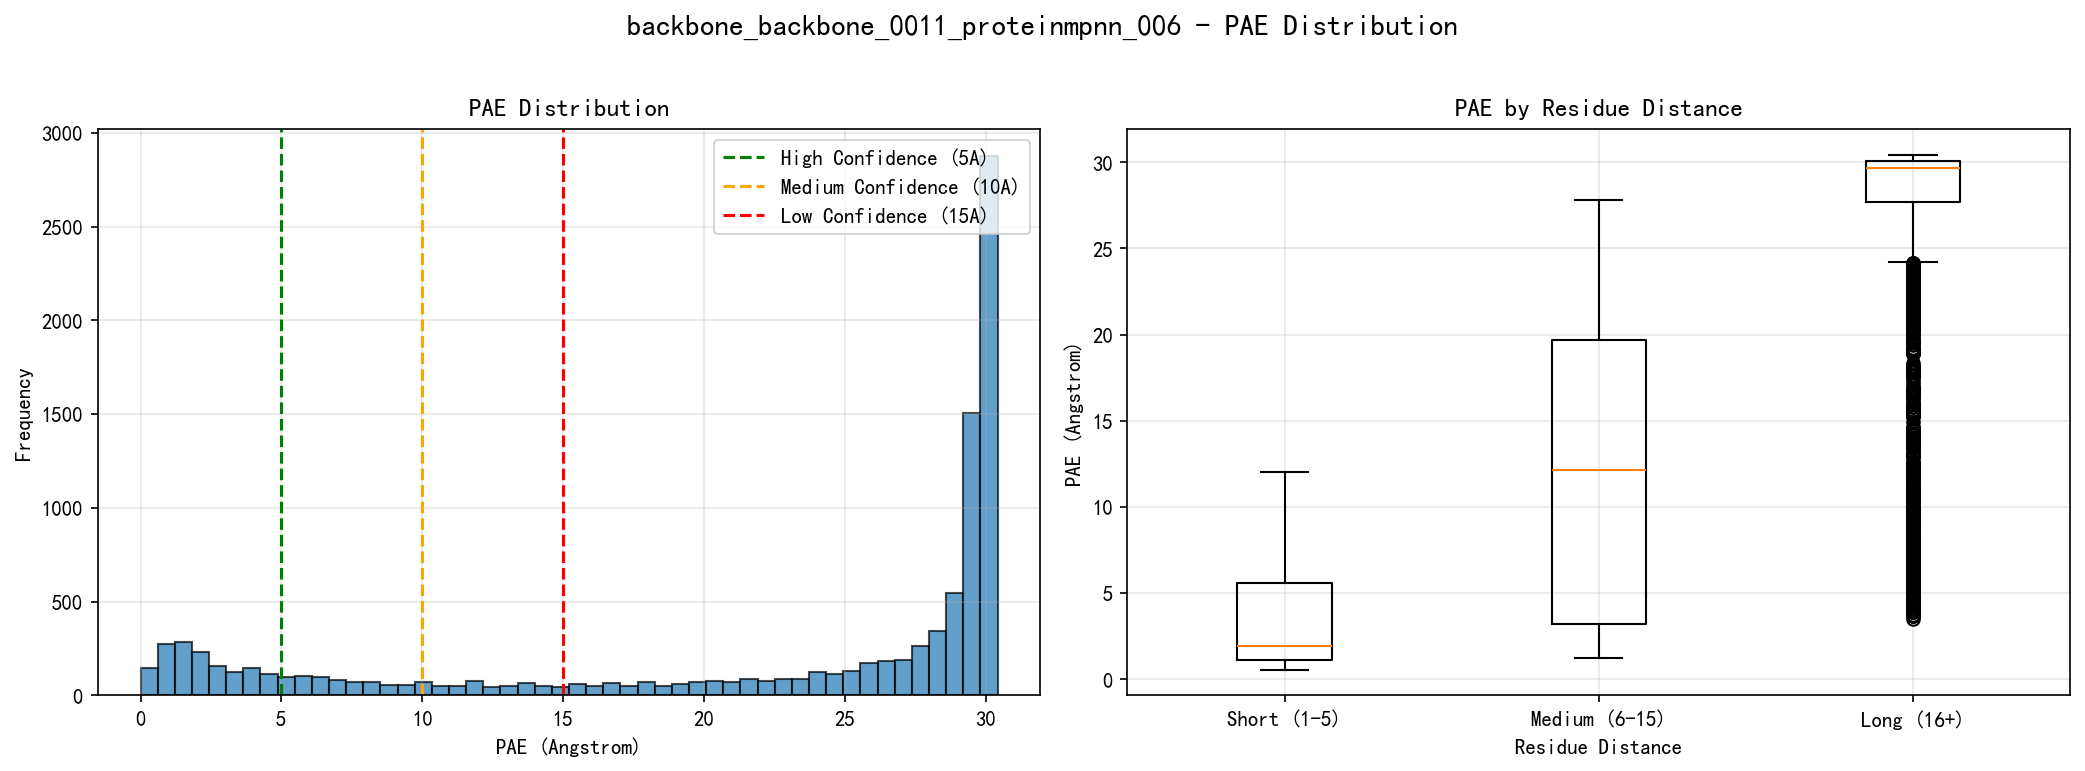 backbone_backbone_0011_proteinmpnn_006 - PAE Distribution
PAE Distribution
3000
2500
2000
1500
1000
500
0
Frequency
High Confidence (5A)
Medium Confidence (10A)
Low Confidence (15A)
0 5 10 15 20 25 30
PAE (Angstrom)
PAE by Residue Distance
30
25
20
15
10
5
0
PAE (Angstrom)
Short (1-5) Medium (6-15) Long (16+)
Residue Distance